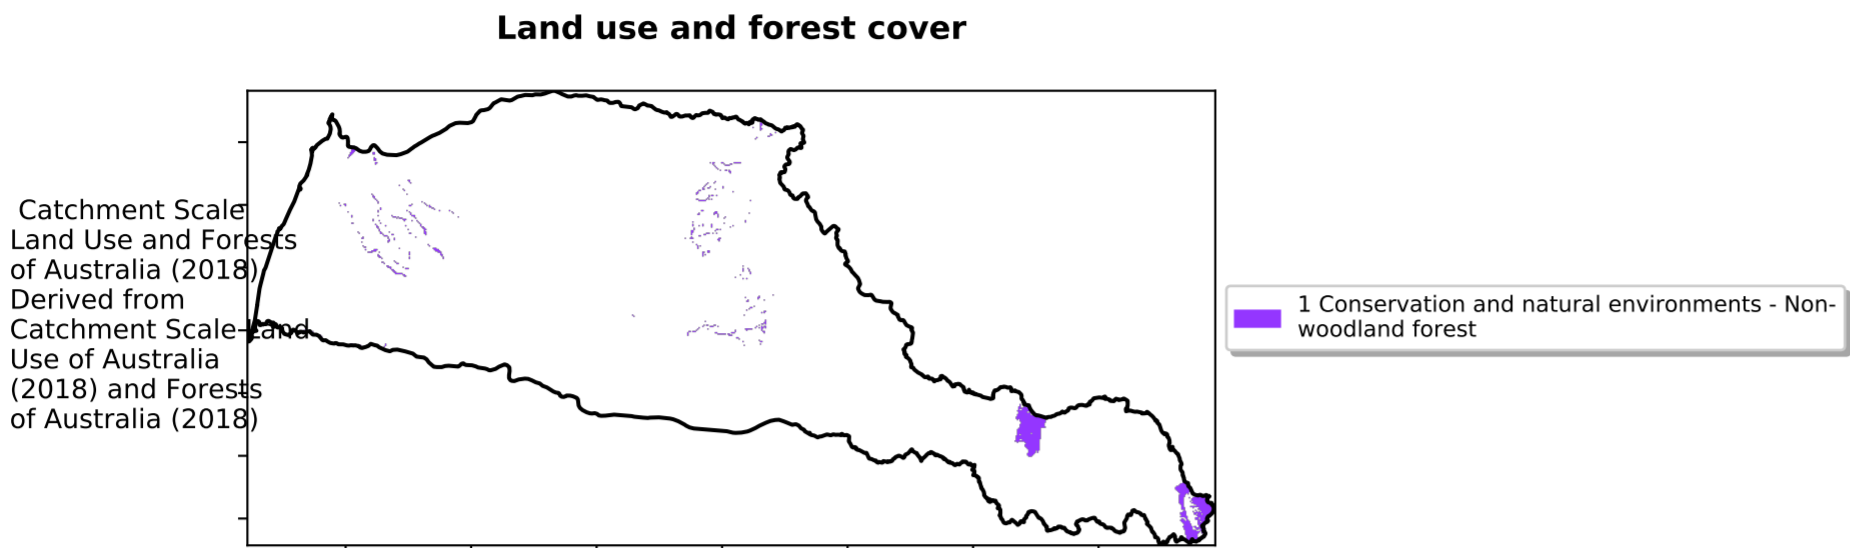 Land use and forest cover
Catchment Scale
Land Use and Forests
of Australia (2018)
Derived from
Catchment Scale Land
Use of Australia
(2018) and Forests
of Australia (2018)
1 Conservation and natural environments - Non-
woodland forest